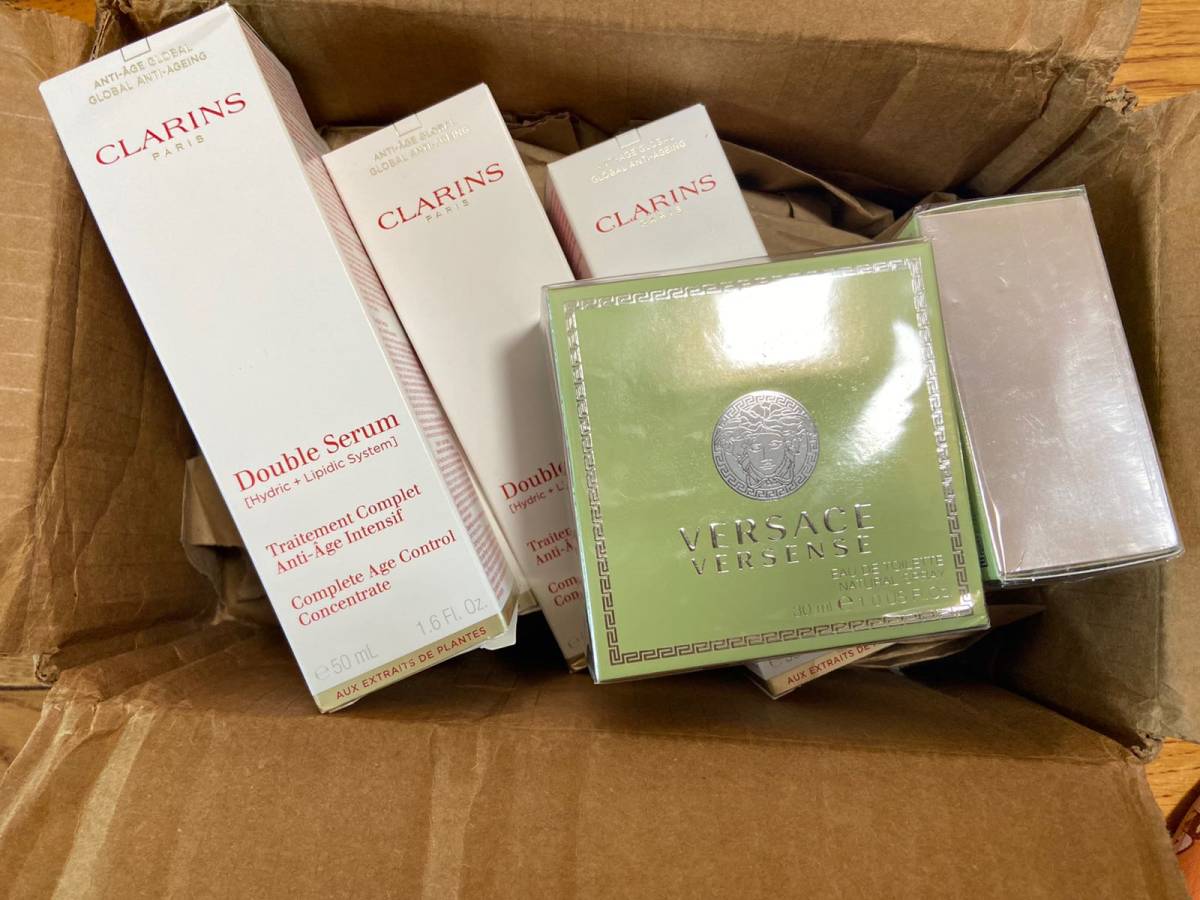 ANTI-ÂGE GLOBAL
GLOBAL ANTI-AGEING
CLARINS
PARIS
Double Serum
[Hydric + Lipidic System]
Traitement Complet
Anti-Âge Intensif
Complete Age Control
Concentrate
e 50 mL 1.6 Fl. Oz.
AUX EXTRAITS DE PLANTES
ANTI-ÂGE GLOBAL
GLOBAL ANTI-AGEING
CLARINS
PARIS
Double
[Hydric +
ANTI-ÂGE GLOBAL
GLOBAL ANTI-AGEING
CLARINS
PARIS
AUX EXTRAITS DE
VERSACE
VERSENSE
EAU DE TOILETTE
NATURAL SPRAY
30 ml e 1.0 US FL.OZ